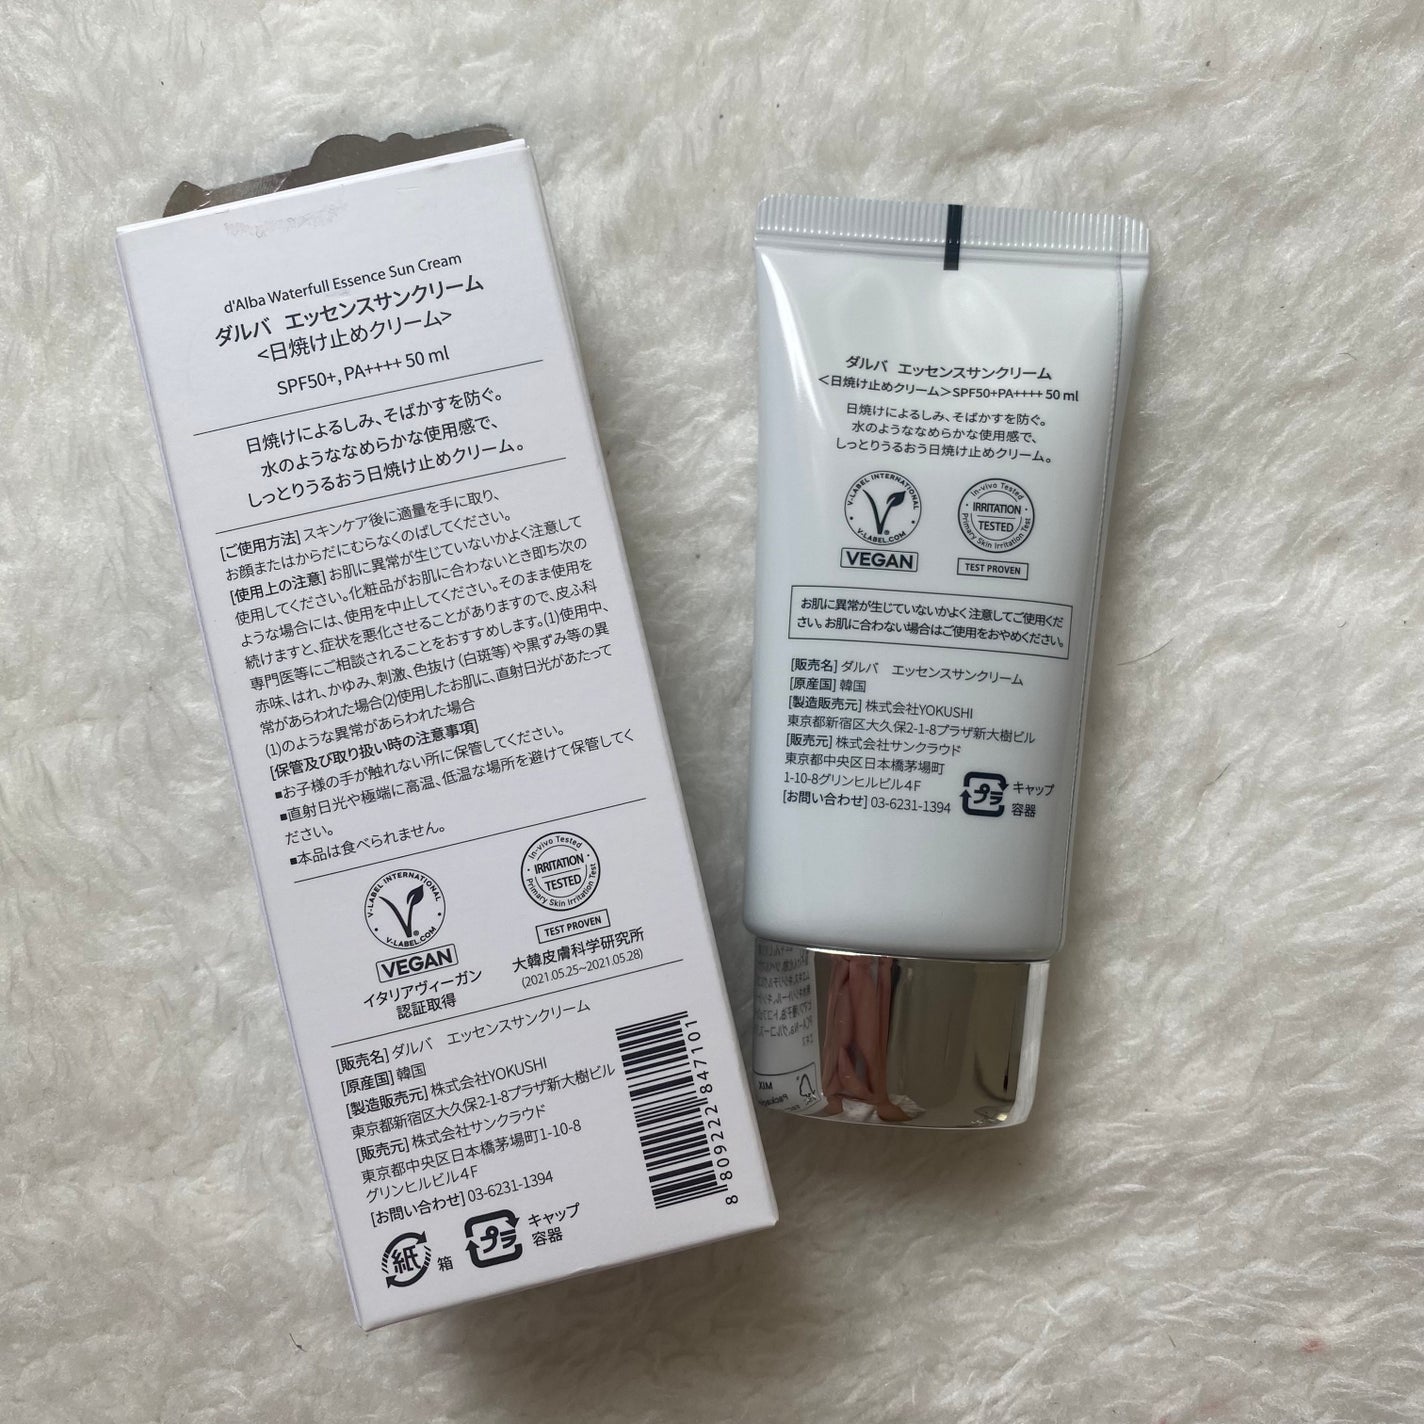 d'Alba Waterfull Essence Sun Cream
ダルバ エッセンスサンクリーム
<日焼け止めクリーム>
SPF50+, PA++++ 50 ml
日焼けによるしみ、そばかすを防ぐ。
水のようななめらかな使用感で、
しっとりうるおう日焼け止めクリーム。
[ご使用方法] スキンケア後に適量を手に取り、
お顔またはからだにむらなくのばしてください。
[使用上の注意] お肌に異常が生じていないかよく注意して
使用してください。化粧品がお肌に合わないとき即ち次の
ような場合には、使用を中止してください。そのまま使用を
続けますと、症状を悪化させることがありますので、皮ふ科
専門医等にご相談されることをおすすめします。(1)使用中、
赤味、はれ、かゆみ、刺激、色抜け(白斑等)や黒ずみ等の異
常があらわれた場合(2)使用したお肌に、直射日光があたって
(1)のような異常があらわれた場合
[保管及び取り扱い時の注意事項]
■お子様の手が触れない所に保管してください。
■直射日光や極端に高温、低温な場所を避けて保管してく
ださい。
■本品は食べられません。
V-LABEL INTERNATIONAL
V-LABEL.COM
VEGAN
イタリアヴィーガン
認証取得
In-vivo Tested
IRRITATION
TESTED
Primary Skin Irritation Test
TEST PROVEN
大韓皮膚科学研究所
(2021.05.25~2021.05.28)
[販売名] ダルバ エッセンスサンクリーム
[原産国] 韓国
[製造販売元] 株式会社YOKUSHI
東京都新宿区大久保2-1-8プラザ新大樹ビル
[販売元] 株式会社サンクラウド
東京都中央区日本橋茅場町1-10-8
グリンヒルビル4F
[お問い合わせ] 03-6231-1394
紙 箱
プラ キャップ
容器
8 809222 847101
ダルバ エッセンスサンクリーム
<日焼け止めクリーム>SPF50+PA++++ 50 ml
日焼けによるしみ、そばかすを防ぐ。
水のようななめらかな使用感で、
しっとりうるおう日焼け止めクリーム。
V-LABEL INTERNATIONAL
V-LABEL.COM
VEGAN
In-vivo Tested
IRRITATION
TESTED
Primary Skin Irritation Test
TEST PROVEN
お肌に異常が生じていないかよく注意してご使用くだ
さい。お肌に合わない場合はご使用をおやめください。
[販売名] ダルバ エッセンスサンクリーム
[原産国] 韓国
[製造販売元] 株式会社YOKUSHI
東京都新宿区大久保2-1-8プラザ新大樹ビル
[販売元] 株式会社サンクラウド
東京都中央区日本橋茅場町
1-10-8グリンヒルビル4F
[お問い合わせ] 03-6231-1394
プラ キャップ
容器